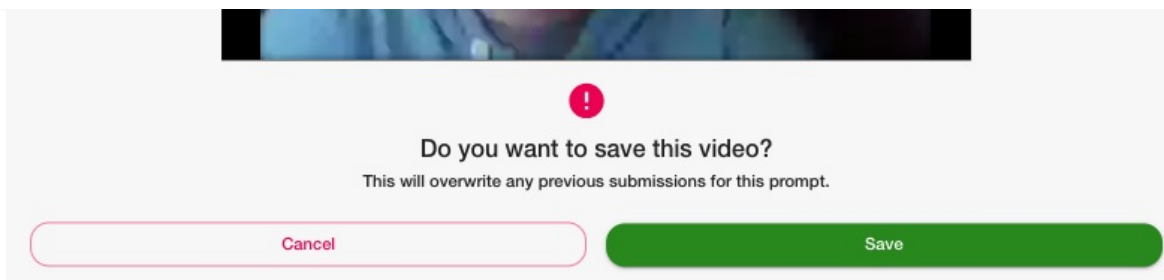 Do you want to save this video?
This will overwrite any previous submissions for this prompt.
Cancel
Save